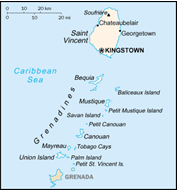 0 10 20 km
0 10 20 mi
Soufrière
Chateaubelair
Saint
Vincent
Georgetown
KINGSTOWN
Caribbean
Sea
Bequia
Grenadines
Baliceaux Island
Mustique
Petit Mustique Island
Savan Island
Petit Canouan
Canouan
Mayreau
Tobago Cays
Union Island
Palm Island
Petit St. Vincent Is.
GRENADA